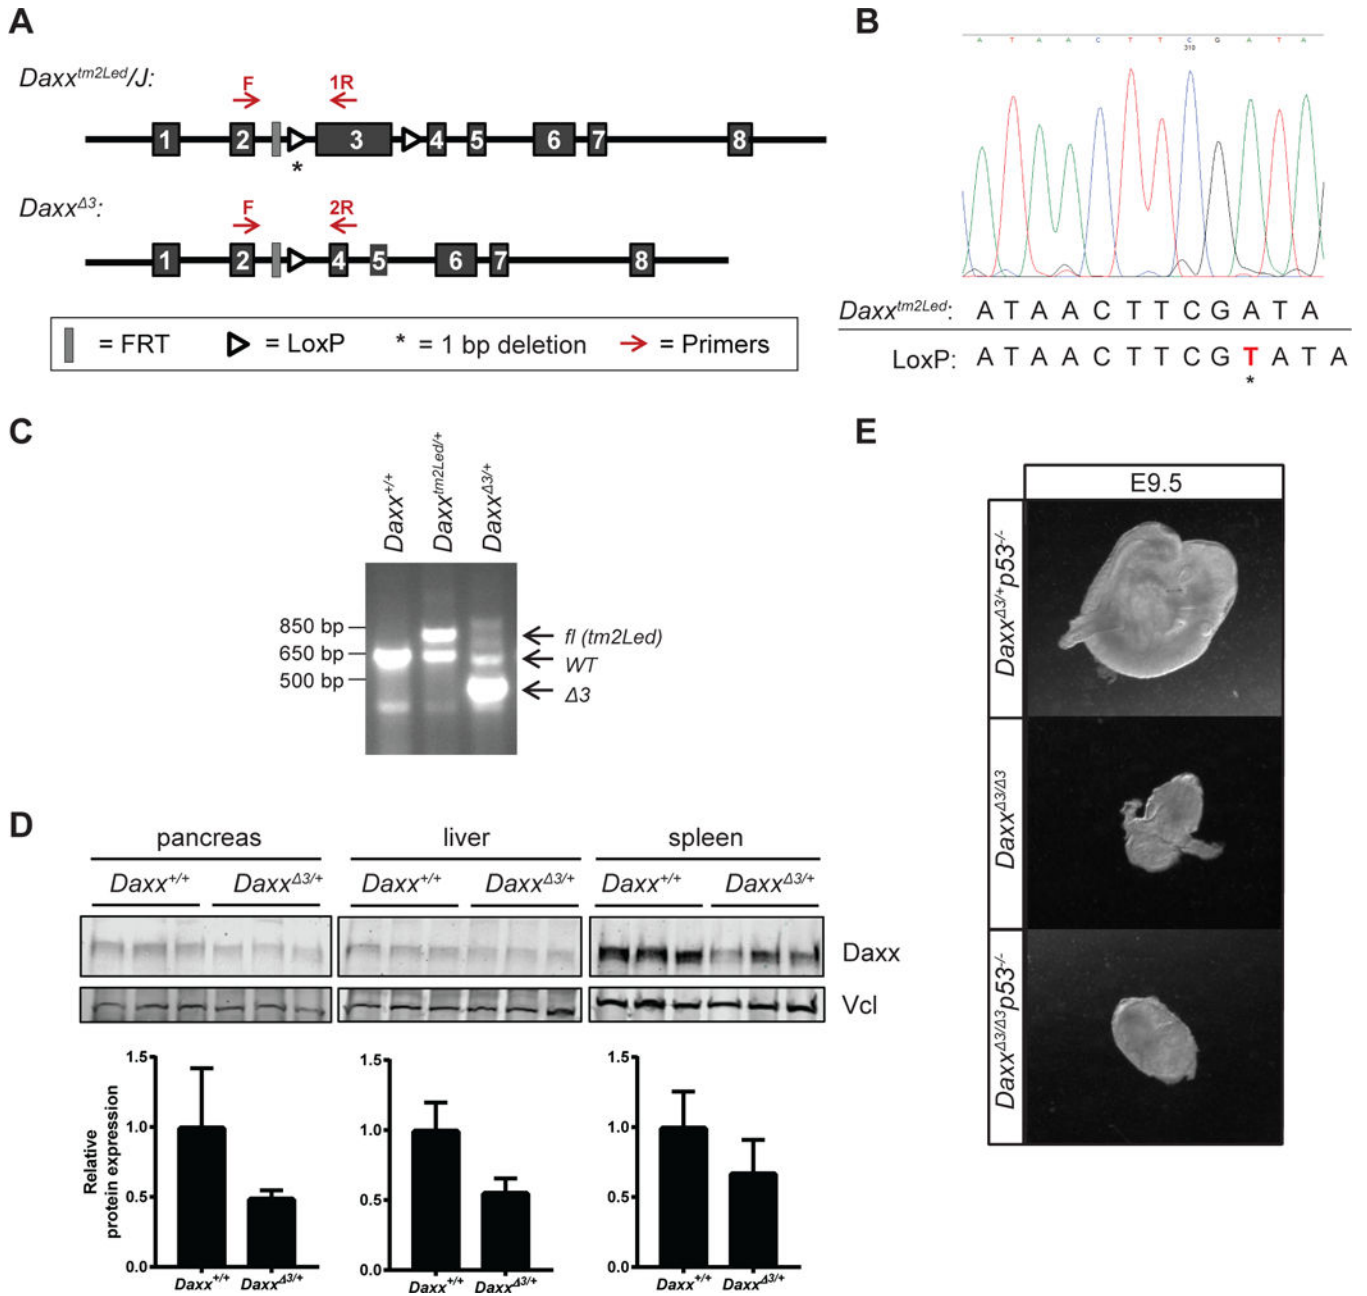 A
Daxx^tm2Led/J:
F 1R
1 2 3 4 5 6 7 8
*
Daxx^Δ3:
F 2R
1 2 4 5 6 7 8
= FRT = LoxP * = 1 bp deletion = Primers
B
A T A A C T T C G A T A
310
Daxx^tm2Led: A T A A C T T C G A T A
LoxP: A T A A C T T C G T A T A
*
C
Daxx^+/+ Daxx^tm2Led/+ Daxx^Δ3/+
850 bp
650 bp
500 bp
fl (tm2Led)
WT
Δ3
D
pancreas liver spleen
Daxx^+/+ Daxx^Δ3/+ Daxx^+/+ Daxx^Δ3/+ Daxx^+/+ Daxx^Δ3/+
Daxx
Vcl
Relative
protein expression
1.5
1.0
0.5
0.0
Daxx^+/+ Daxx^Δ3/+
1.5
1.0
0.5
0.0
Daxx^+/+ Daxx^Δ3/+
1.5
1.0
0.5
0.0
Daxx^+/+ Daxx^Δ3/+
E
E9.5
Daxx^Δ3/+p53^-/-
Daxx^Δ3/Δ3
Daxx^Δ3/Δ3p53^-/-